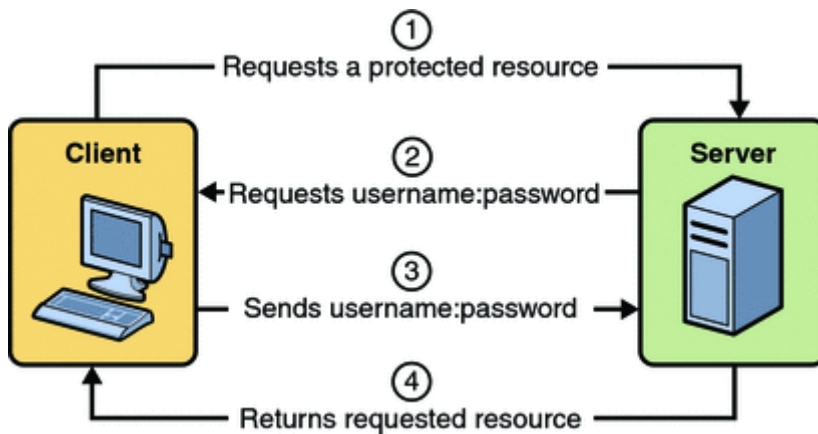 1
Requests a protected resource
Client
Server
2
Requests username:password
3
Sends username:password
4
Returns requested resource